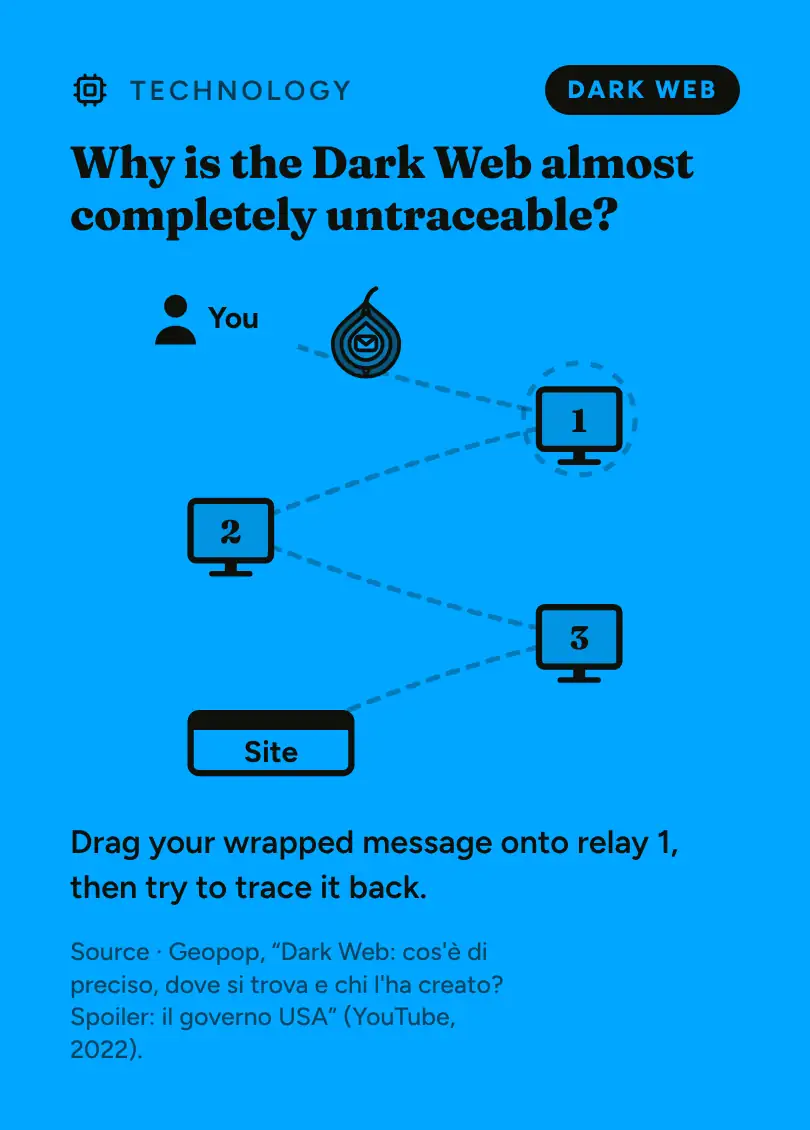 TECHNOLOGY
DARK WEB
Why is the Dark Web almost
completely untraceable?
You
1
2
3
Site
Drag your wrapped message onto relay 1,
then try to trace it back.
Source · Geopop, “Dark Web: cos'è di
preciso, dove si trova e chi l'ha creato?
Spoiler: il governo USA” (YouTube,
2022).